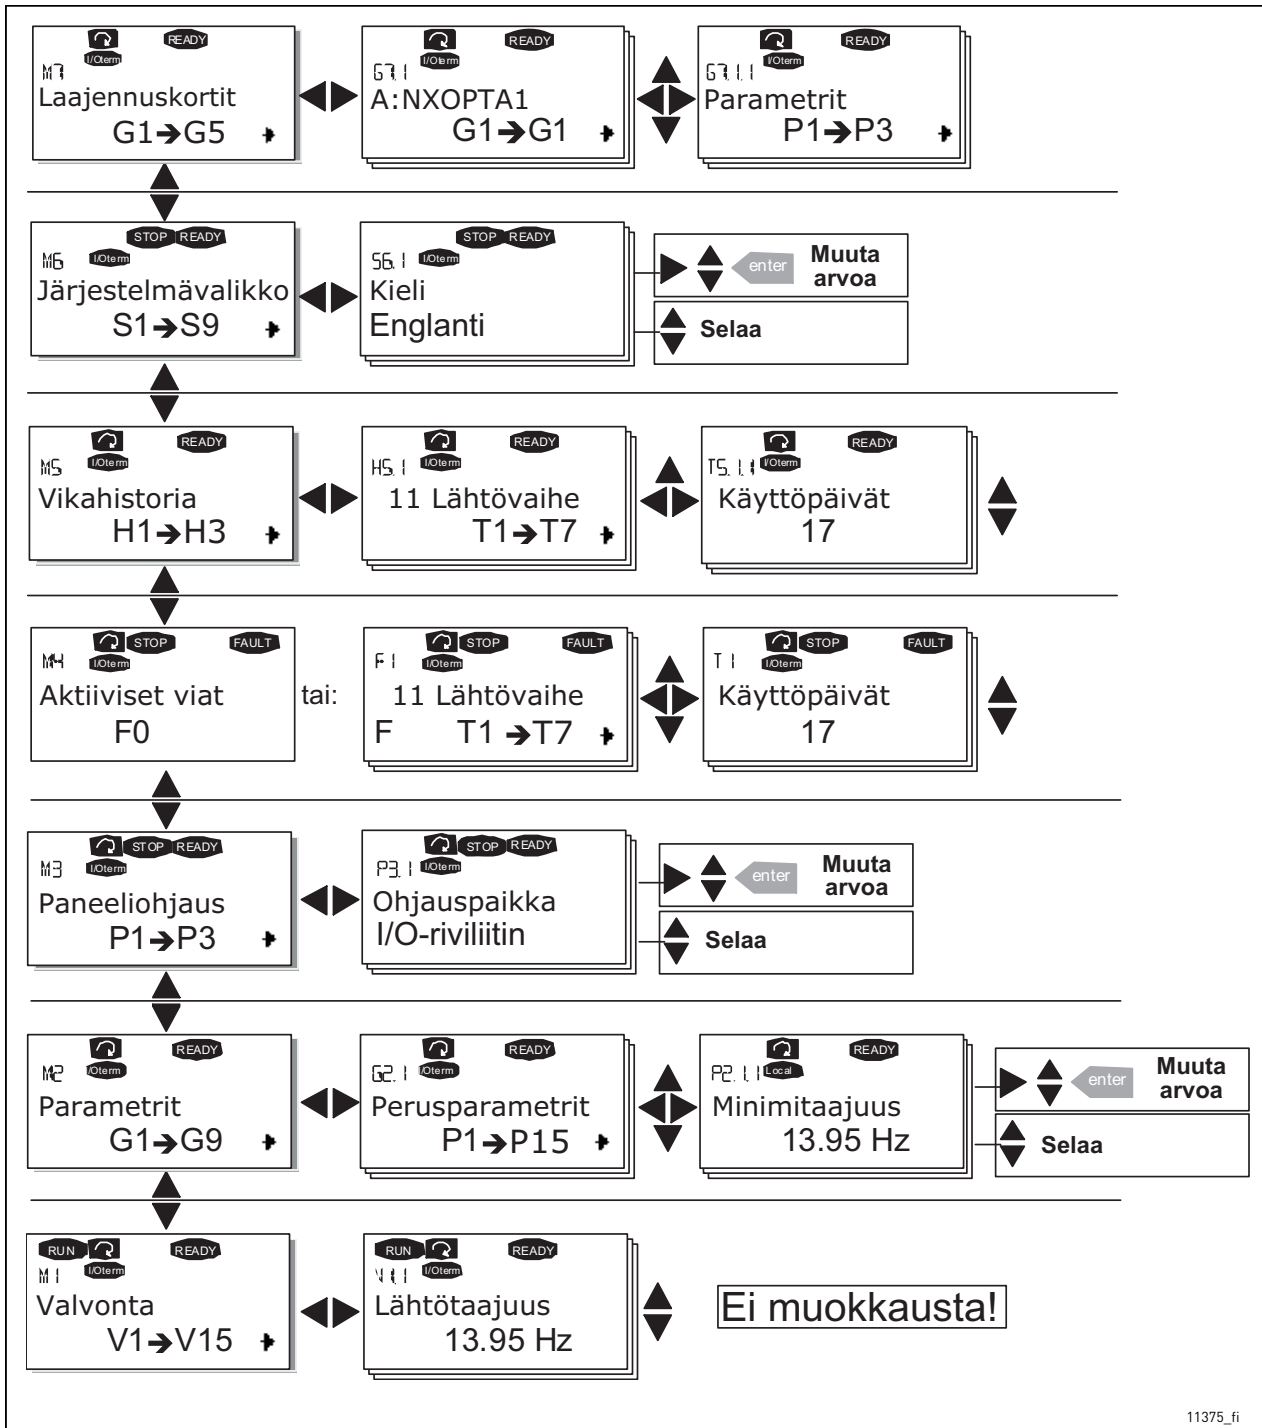 READY
I/Oterm
M7
Laajennuskortit
G1➔G5
READY
I/Oterm
G7.1
A:NXOPTA1
G1➔G1
READY
I/Oterm
G7.1.1
Parametrit
P1➔P3
STOP READY
M6 I/Oterm
Järjestelmävalikko
S1➔S9
STOP READY
S6.1 I/Oterm
Kieli
Englanti
enter Muuta
arvoa
Selaa
READY
I/Oterm
M5
Vikahistoria
H1➔H3
READY
I/Oterm
H5.1
11 Lähtövaihe
T1➔T7
READY
I/Oterm
T5.1.1
Käyttöpäivät
17
STOP FAULT
I/Oterm
M4
Aktiiviset viat
F0
tai:
STOP FAULT
I/Oterm
F1
11 Lähtövaihe
F T1➔T7
STOP FAULT
I/Oterm
T1
Käyttöpäivät
17
STOP READY
M3 I/Oterm
Paneeliohjaus
P1➔P3
STOP READY
P3.1 I/Oterm
Ohjauspaikka
I/O-riviliitin
enter Muuta
arvoa
Selaa
READY
M2 I/Oterm
Parametrit
G1➔G9
READY
G2.1 I/Oterm
Perusparametrit
P1➔P15
READY
P2.1.1 Local
Minimitaajuus
13.95 Hz
enter Muuta
arvoa
Selaa
RUN READY
M1 I/Oterm
Valvonta
V1➔V15
RUN READY
V1.1 I/Oterm
Lähtötaajuus
13.95 Hz
Ei muokkausta!
11375_fi